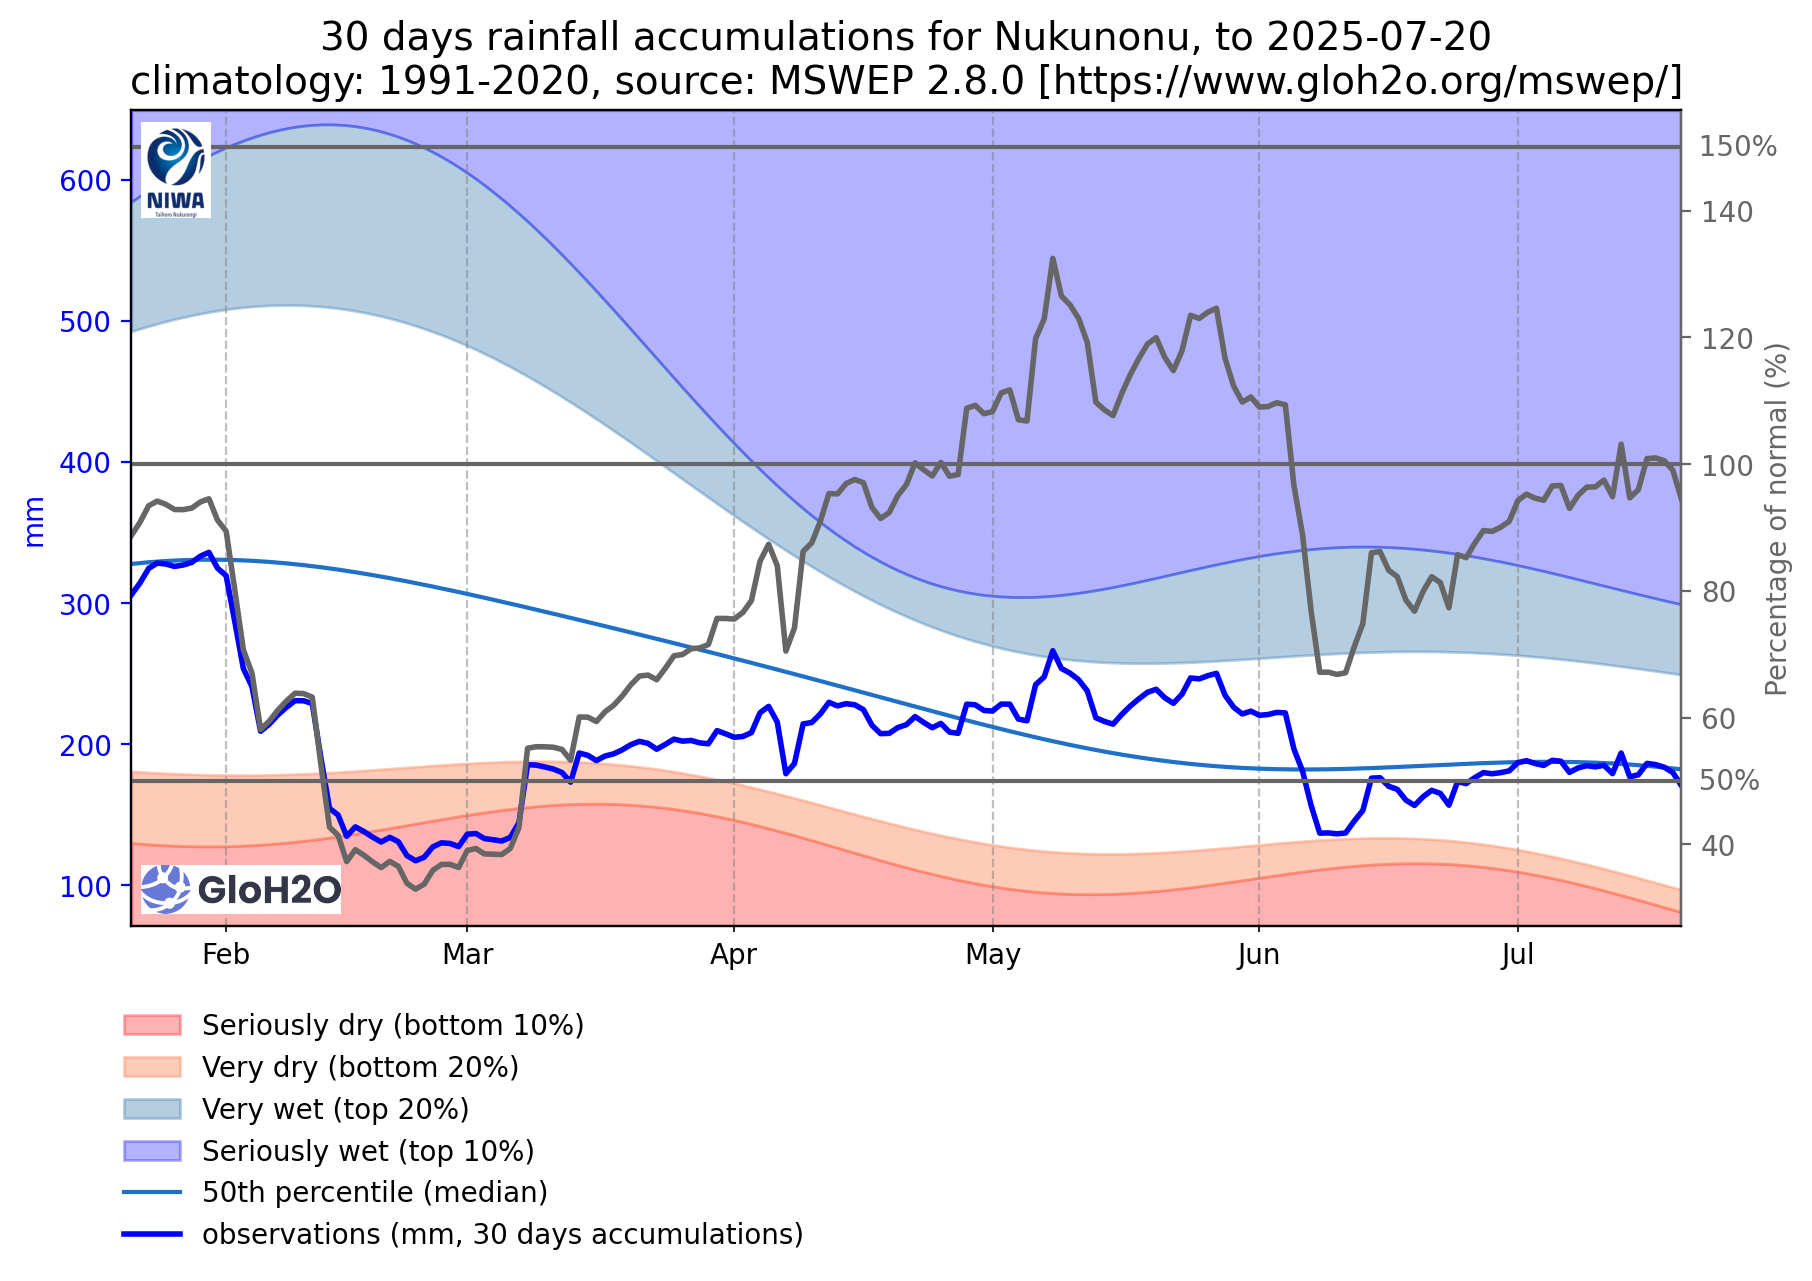 30 days rainfall accumulations for Nukunonu, to 2025-07-20
climatology: 1991-2020, source: MSWEP 2.8.0 [https://www.gloh2o.org/mswep/]
NIWA
Taihoro Nukurangi
600
500
400
300
200
100
mm
150%
140
120
100
80
60
50%
40
Percentage of normal (%)
GloH2O
Feb Mar Apr May Jun Jul
Seriously dry (bottom 10%)
Very dry (bottom 20%)
Very wet (top 20%)
Seriously wet (top 10%)
50th percentile (median)
observations (mm, 30 days accumulations)